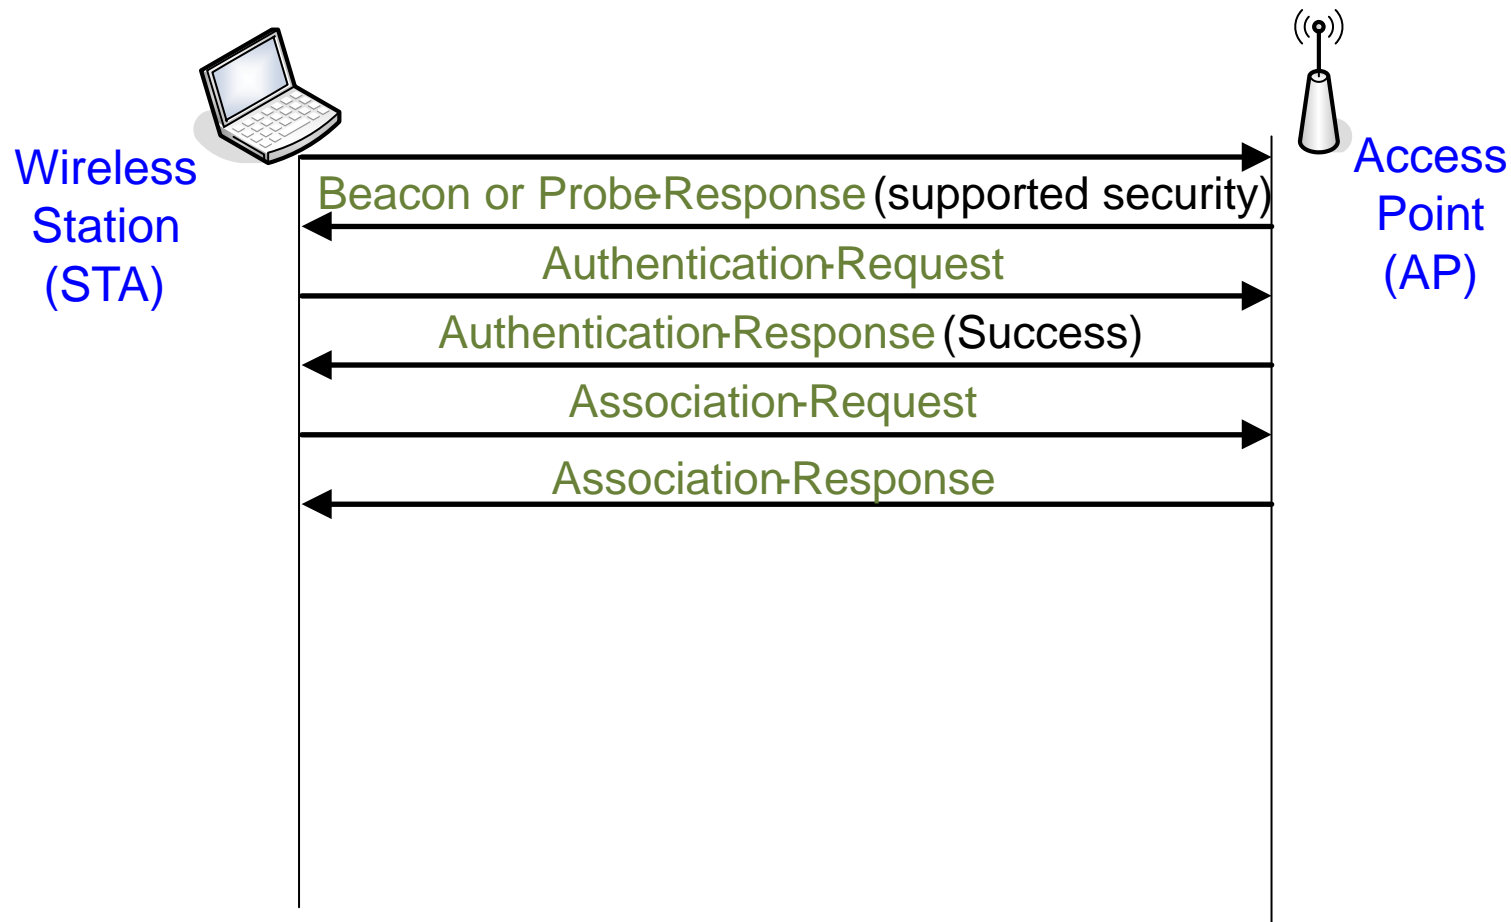 Wireless
Station
(STA)
Access
Point
(AP)
Beacon or Probe-Response (supported security)
Authentication-Request
Authentication-Response (Success)
Association-Request
Association-Response